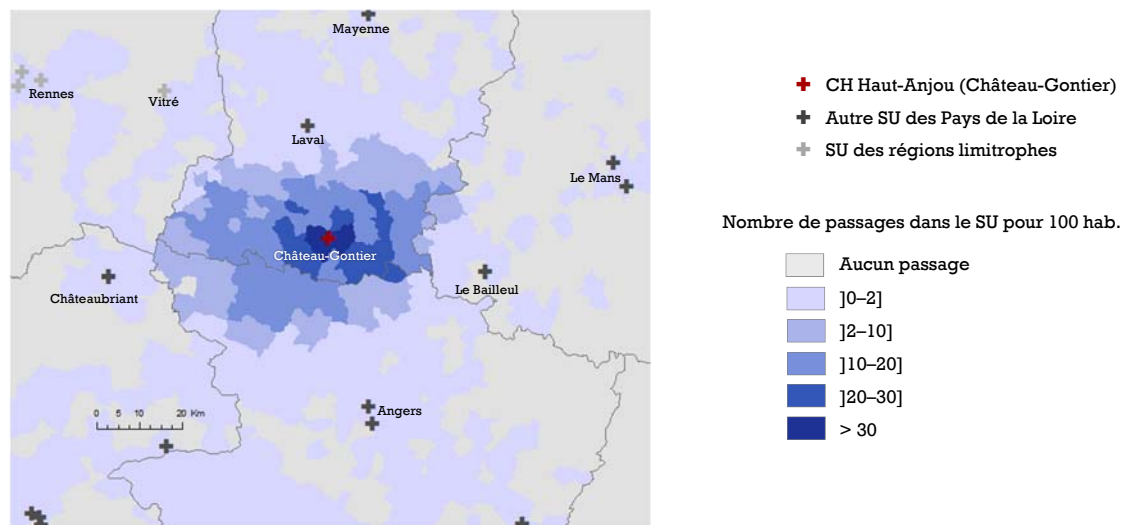 Mayenne
Rennes
Vitré
Laval
Le Mans
Château-Gontier
Châteaubriant
Le Bailleul
Angers
0 5 10 20 Km
CH Haut-Anjou (Château-Gontier)
Autre SU des Pays de la Loire
SU des régions limitrophes
Nombre de passages dans le SU pour 100 hab.
Aucun passage
]0–2]
]2–10]
]10–20]
]20–30]
> 30